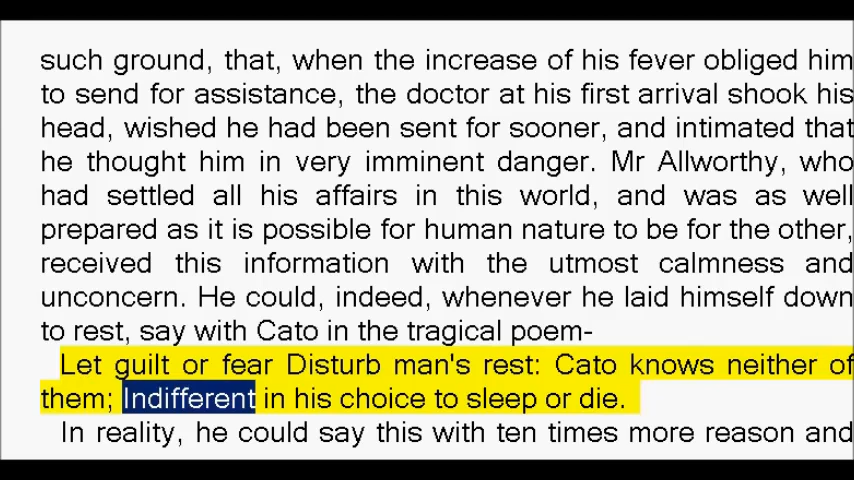 such ground, that, when the increase of his fever obliged him
to send for assistance, the doctor at his first arrival shook his
head, wished he had been sent for sooner, and intimated that
he thought him in very imminent danger. Mr Allworthy, who
had settled all his affairs in this world, and was as well
prepared as it is possible for human nature to be for the other,
received this information with the utmost calmness and
unconcern. He could, indeed, whenever he laid himself down
to rest, say with Cato in the tragical poem-
Let guilt or fear Disturb man's rest: Cato knows neither of
them; Indifferent in his choice to sleep or die.
In reality, he could say this with ten times more reason and